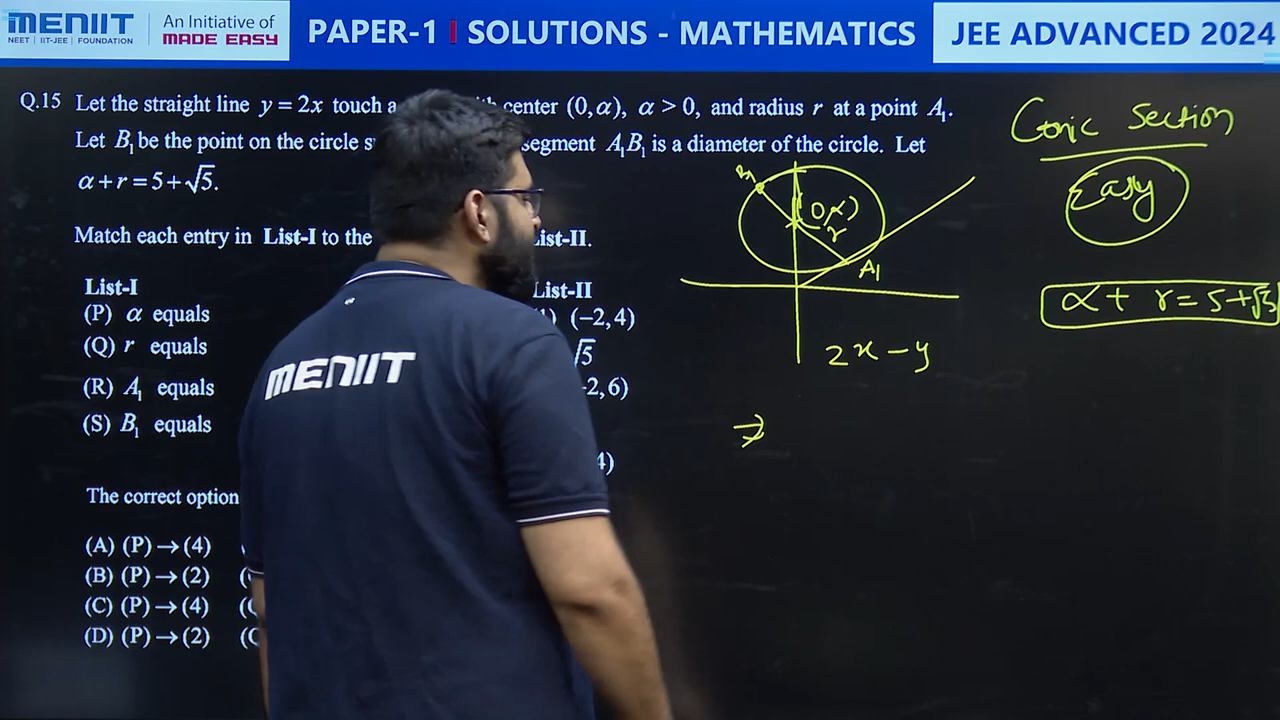 MENIIT
NEET | IIT-JEE | FOUNDATION
An Initiative of
MADE EASY
PAPER-1 | SOLUTIONS - MATHEMATICS
JEE ADVANCED 2024
Q.15 Let the straight line y = 2x touch a center (0, α), α > 0, and radius r at a point A₁.
Let B₁ be the point on the circle segment A₁B₁ is a diameter of the circle. Let
α + r = 5 + √5.
Match each entry in List-I to the List-II.
List-I
(P) α equals
(Q) r equals
(R) A₁ equals
(S) B₁ equals
List-II
(−2, 4)
√5
−2, 6)
4)
The correct option
(A) (P) → (4)
(B) (P) → (2)
(C) (P) → (4)
(D) (P) → (2)
MENIIT
B₁
(0, α)
r
A₁
2x − y
⇒
Conic Section
Easy
α + r = 5 + √5